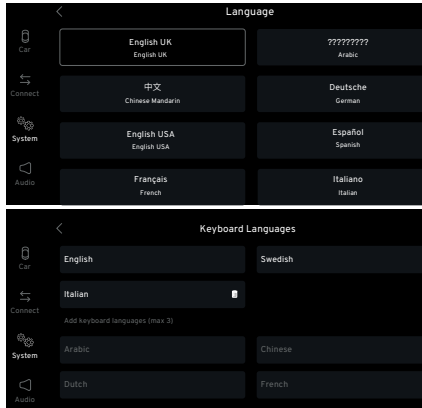 Language
English UK
English UK
?????????
Arabic
Car
中文
Chinese Mandarin
Deutsche
German
Connect
English USA
English USA
Español
Spanish
System
Français
French
Italiano
Italian
Audio
Keyboard Languages
English
Swedish
Car
Italian
Connect
Add keyboard languages (max 3)
Arabic
Chinese
System
Dutch
French
Audio